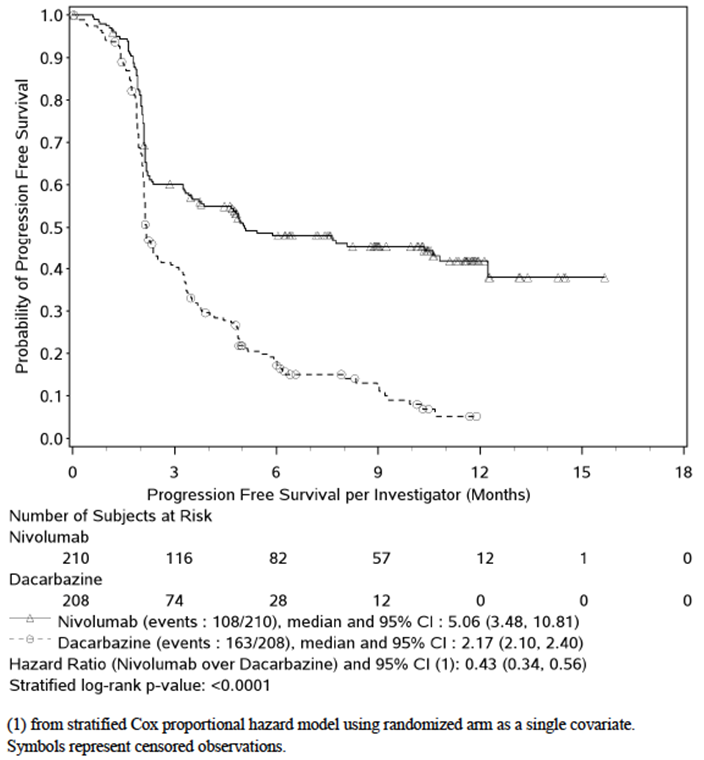 Probability of Progression Free Survival
1.0
0.9
0.8
0.7
0.6
0.5
0.4
0.3
0.2
0.1
0.0
0 3 6 9 12 15 18
Progression Free Survival per Investigator (Months)
Number of Subjects at Risk
Nivolumab
210 116 82 57 12 1 0
Dacarbazine
208 74 28 12 0 0 0
Nivolumab (events : 108/210), median and 95% CI : 5.06 (3.48, 10.81)
Dacarbazine (events : 163/208), median and 95% CI : 2.17 (2.10, 2.40)
Hazard Ratio (Nivolumab over Dacarbazine) and 95% CI (1): 0.43 (0.34, 0.56)
Stratified log-rank p-value: <0.0001
(1) from stratified Cox proportional hazard model using randomized arm as a single covariate.
Symbols represent censored observations.